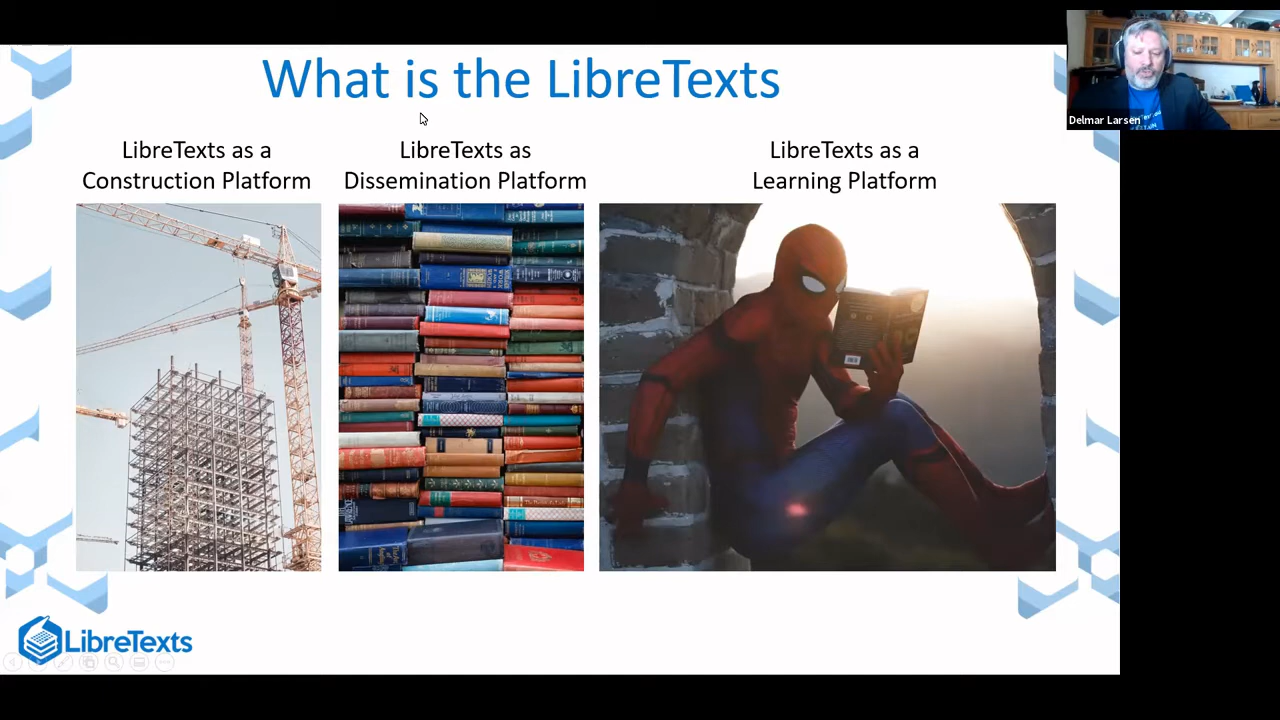 What is the LibreTexts
Delmar Larsen
LibreTexts as a
Construction Platform
LibreTexts as
Dissemination Platform
LibreTexts as a
Learning Platform
LibreTexts